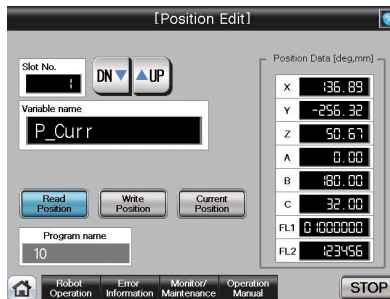 [Position Edit]
Slot No.
1
DN
UP
Variable name
P_Curr
Read
Position
Write
Position
Current
Position
Program name
10
Position Data [deg,mm]
X 136.89
Y -256.32
Z 50.67
A 0.00
B 180.00
C 32.00
FL1 01000000
FL2 123456
Robot
Operation
Error
Information
Monitor/
Maintenance
Operation
Manual
STOP